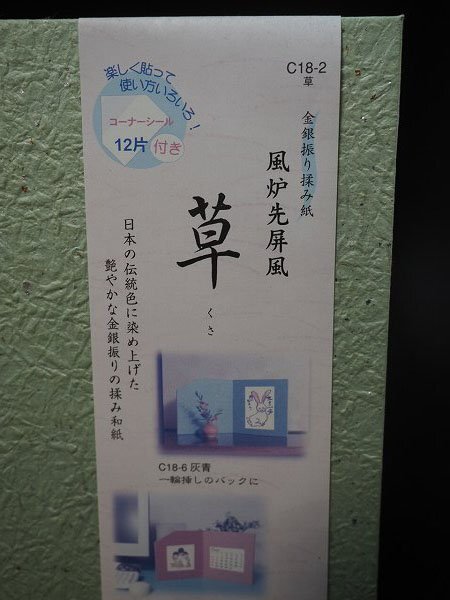 C18-2
草
金銀振り揉み紙
風炉先屏風
草
くさ
楽しく貼って
使い方いろいろ!
コーナーシール
12片付き
日本の伝統色に染め上げた
艶やかな金銀振りの揉み和紙
C18-6 灰青
一輪挿しのバックに